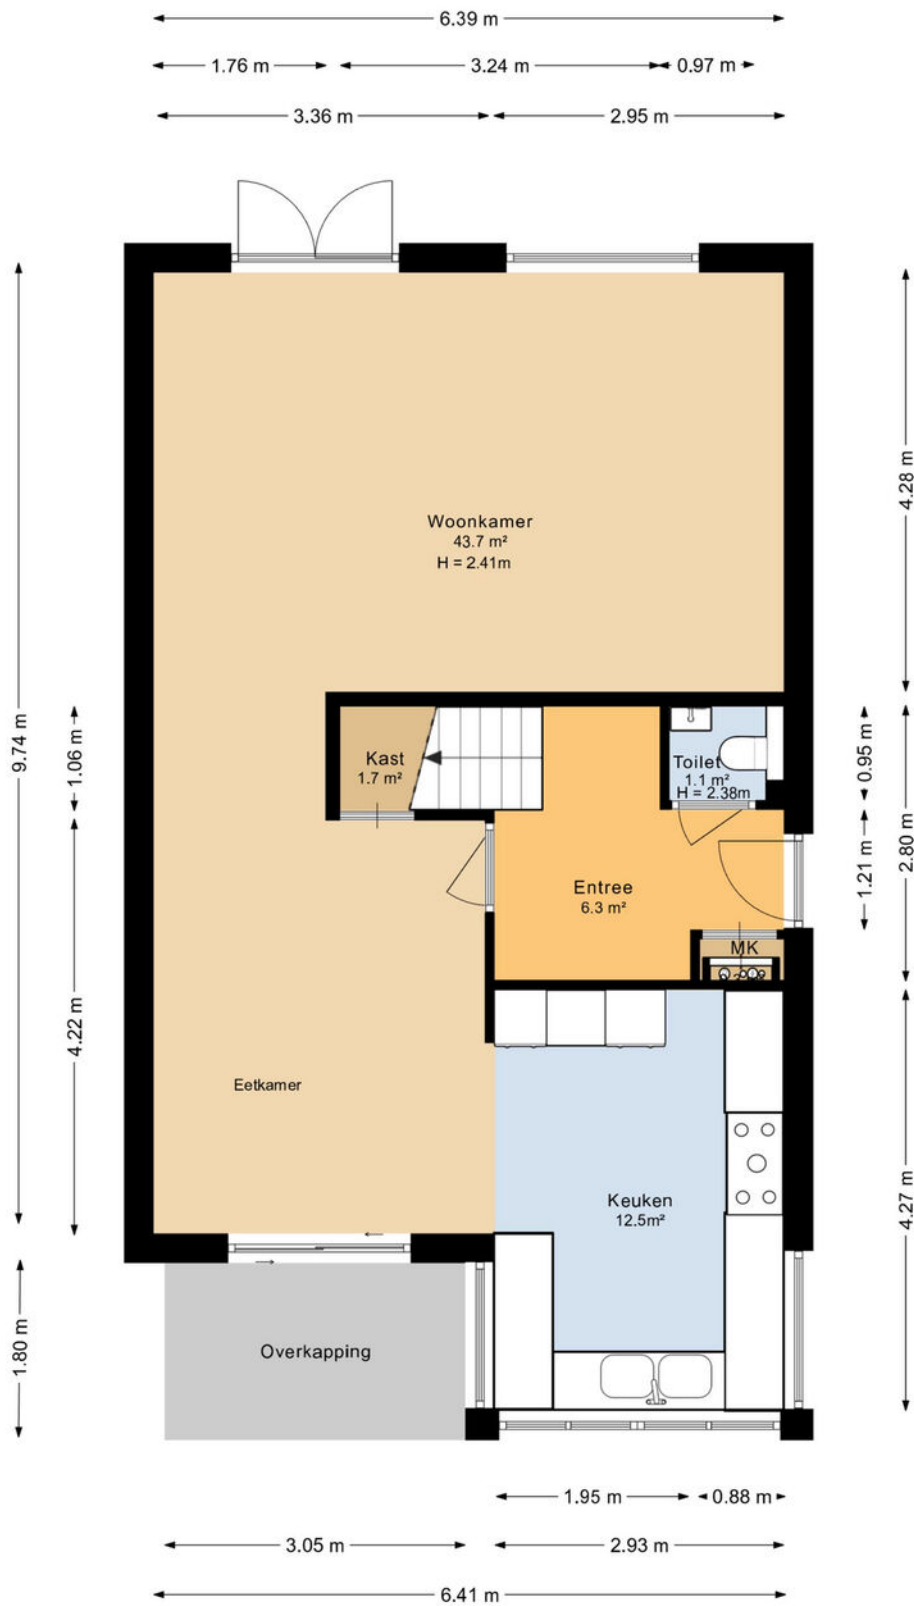 6.39 m
1.76 m
3.24 m
0.97 m
3.36 m
2.95 m
9.74 m
4.28 m
Woonkamer
43.7 m²
H = 2.41m
1.06 m
Kast
1.7 m²
Toilet
1.1 m²
H = 2.38m
0.95 m
2.80 m
1.21 m
Entree
6.3 m²
MK
4.22 m
Eetkamer
Keuken
12.5m²
4.27 m
1.80 m
Overkapping
1.95 m
0.88 m
3.05 m
2.93 m
6.41 m